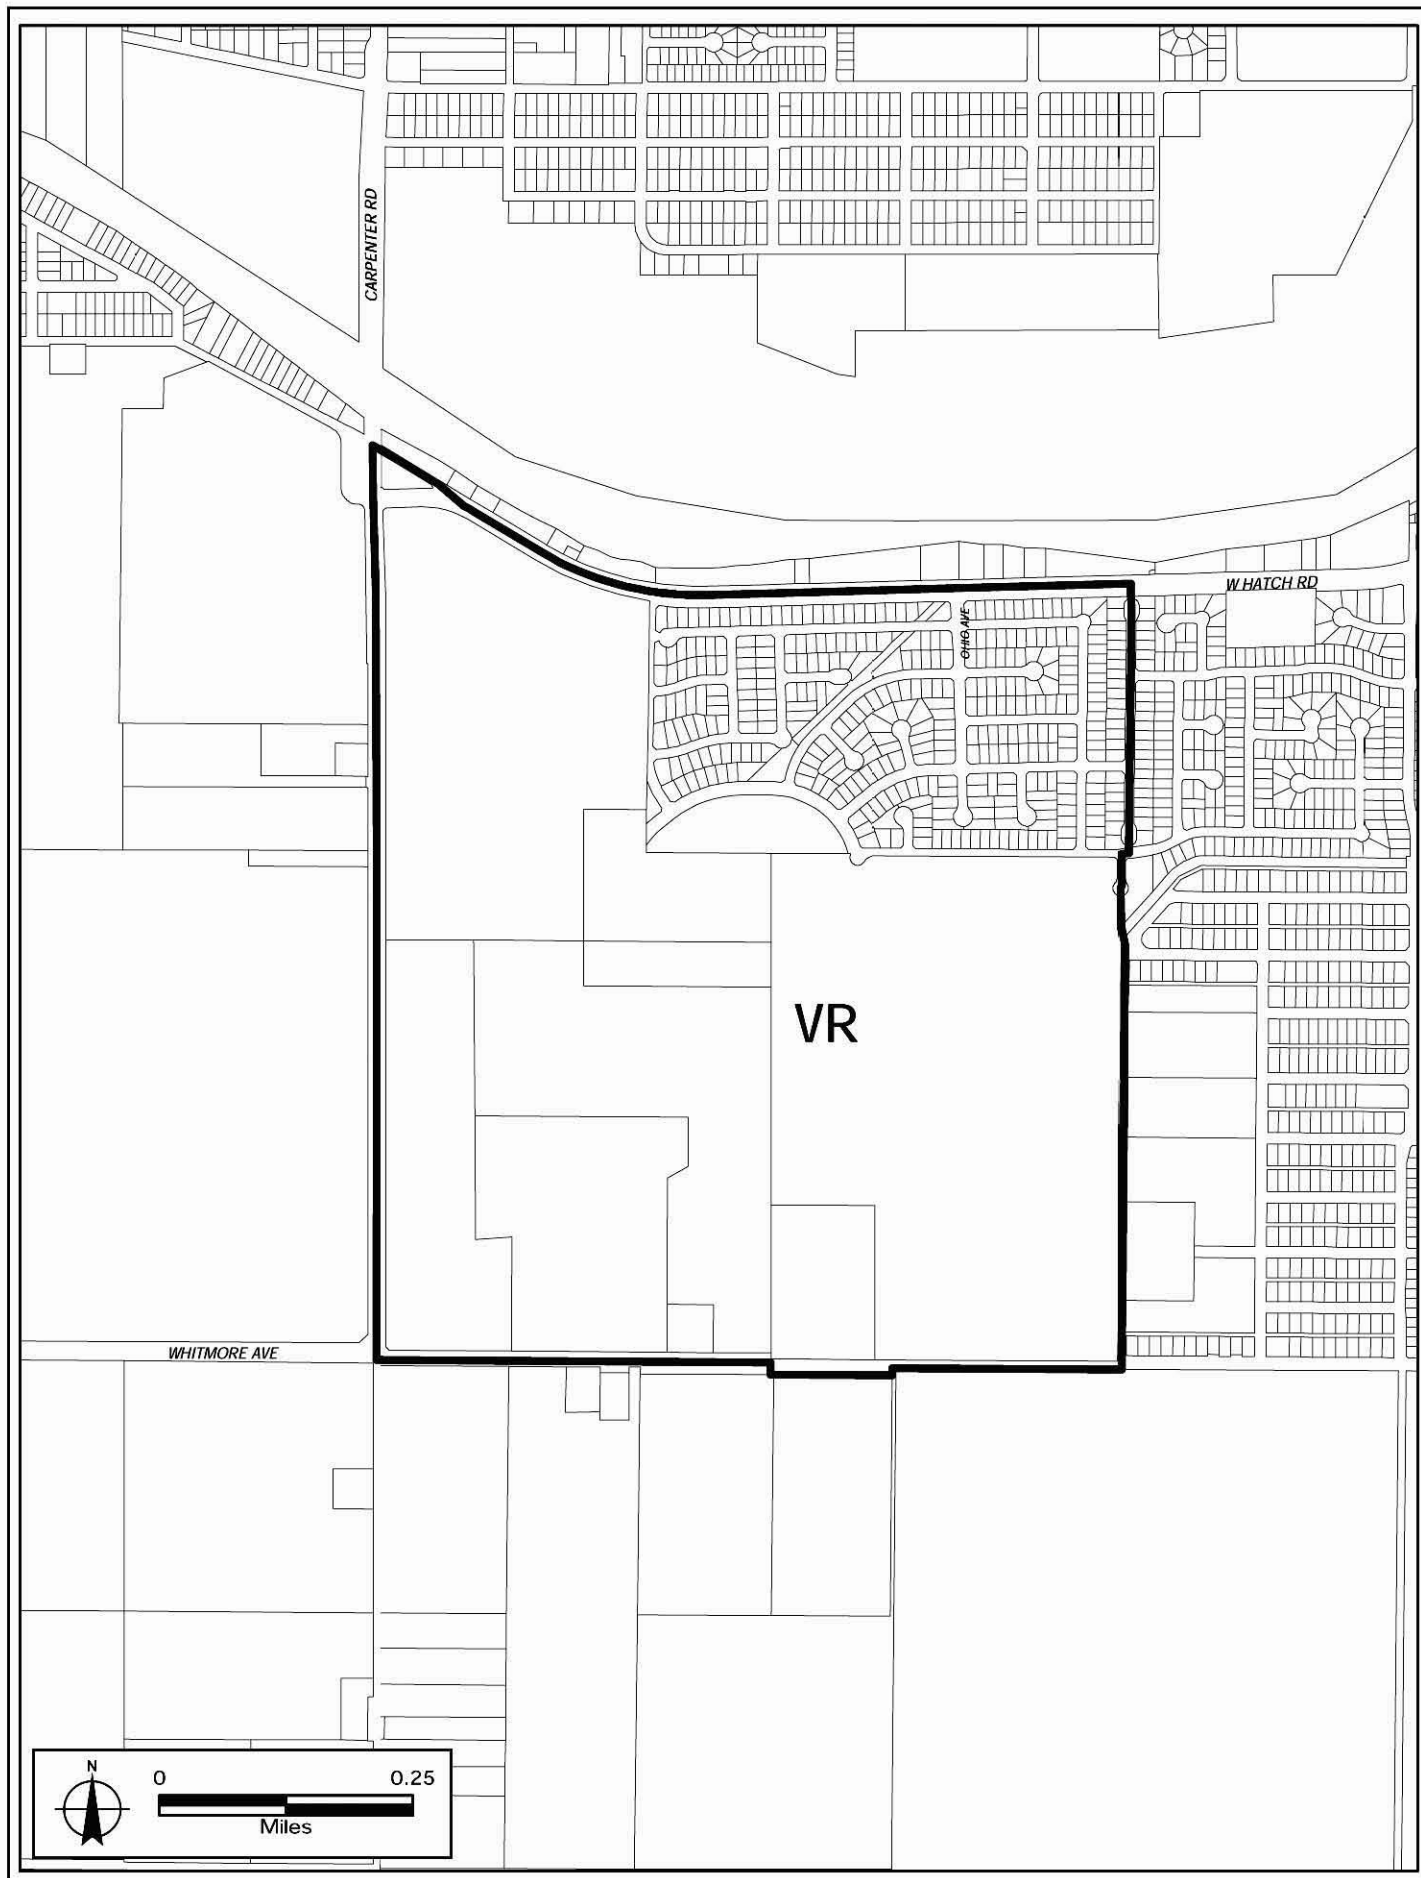 CARPENTER RD
W HATCH RD
OHIO AVE
VR
WHITMORE AVE
N
0 0.25
Miles